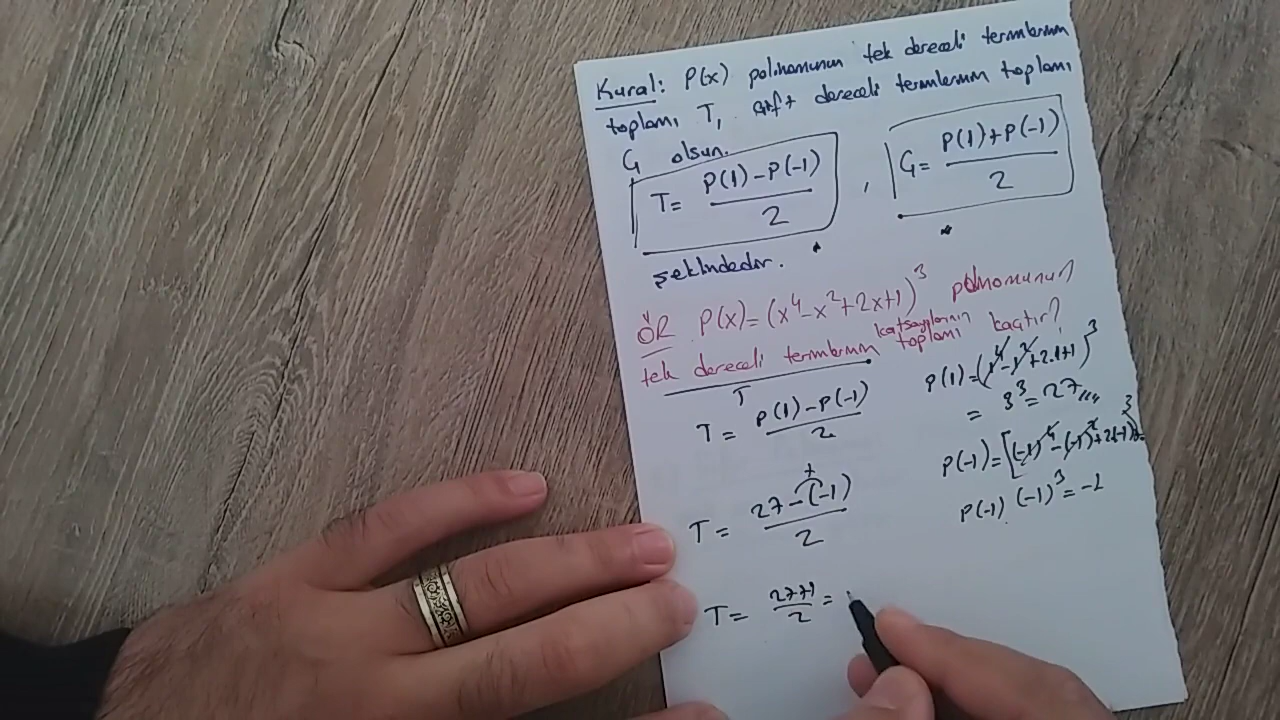 Kural: P(x) polinomunun tek dereceli terimlerinin
toplamı T, çift dereceli terimlerinin toplamı
G olsun.
T = P(1) - P(-1) / 2 , G = P(1) + P(-1) / 2
şeklindedir.
ÖR P(x) = (x⁴ - x² + 2x + 1)³ polinomunun
tek dereceli terimlerinin katsayılarının toplamı kaçtır?
T
T = P(1) - P(-1) / 2
P(1) = (1⁴ - 1² + 2.1 + 1)³
= 3³ = 27
P(-1) = [(-1)⁴ - (-1)² + 2(-1)
P(-1) (-1)³ = -1
T = 27 - (-1) / 2
+
T = 27+1 / 2 =